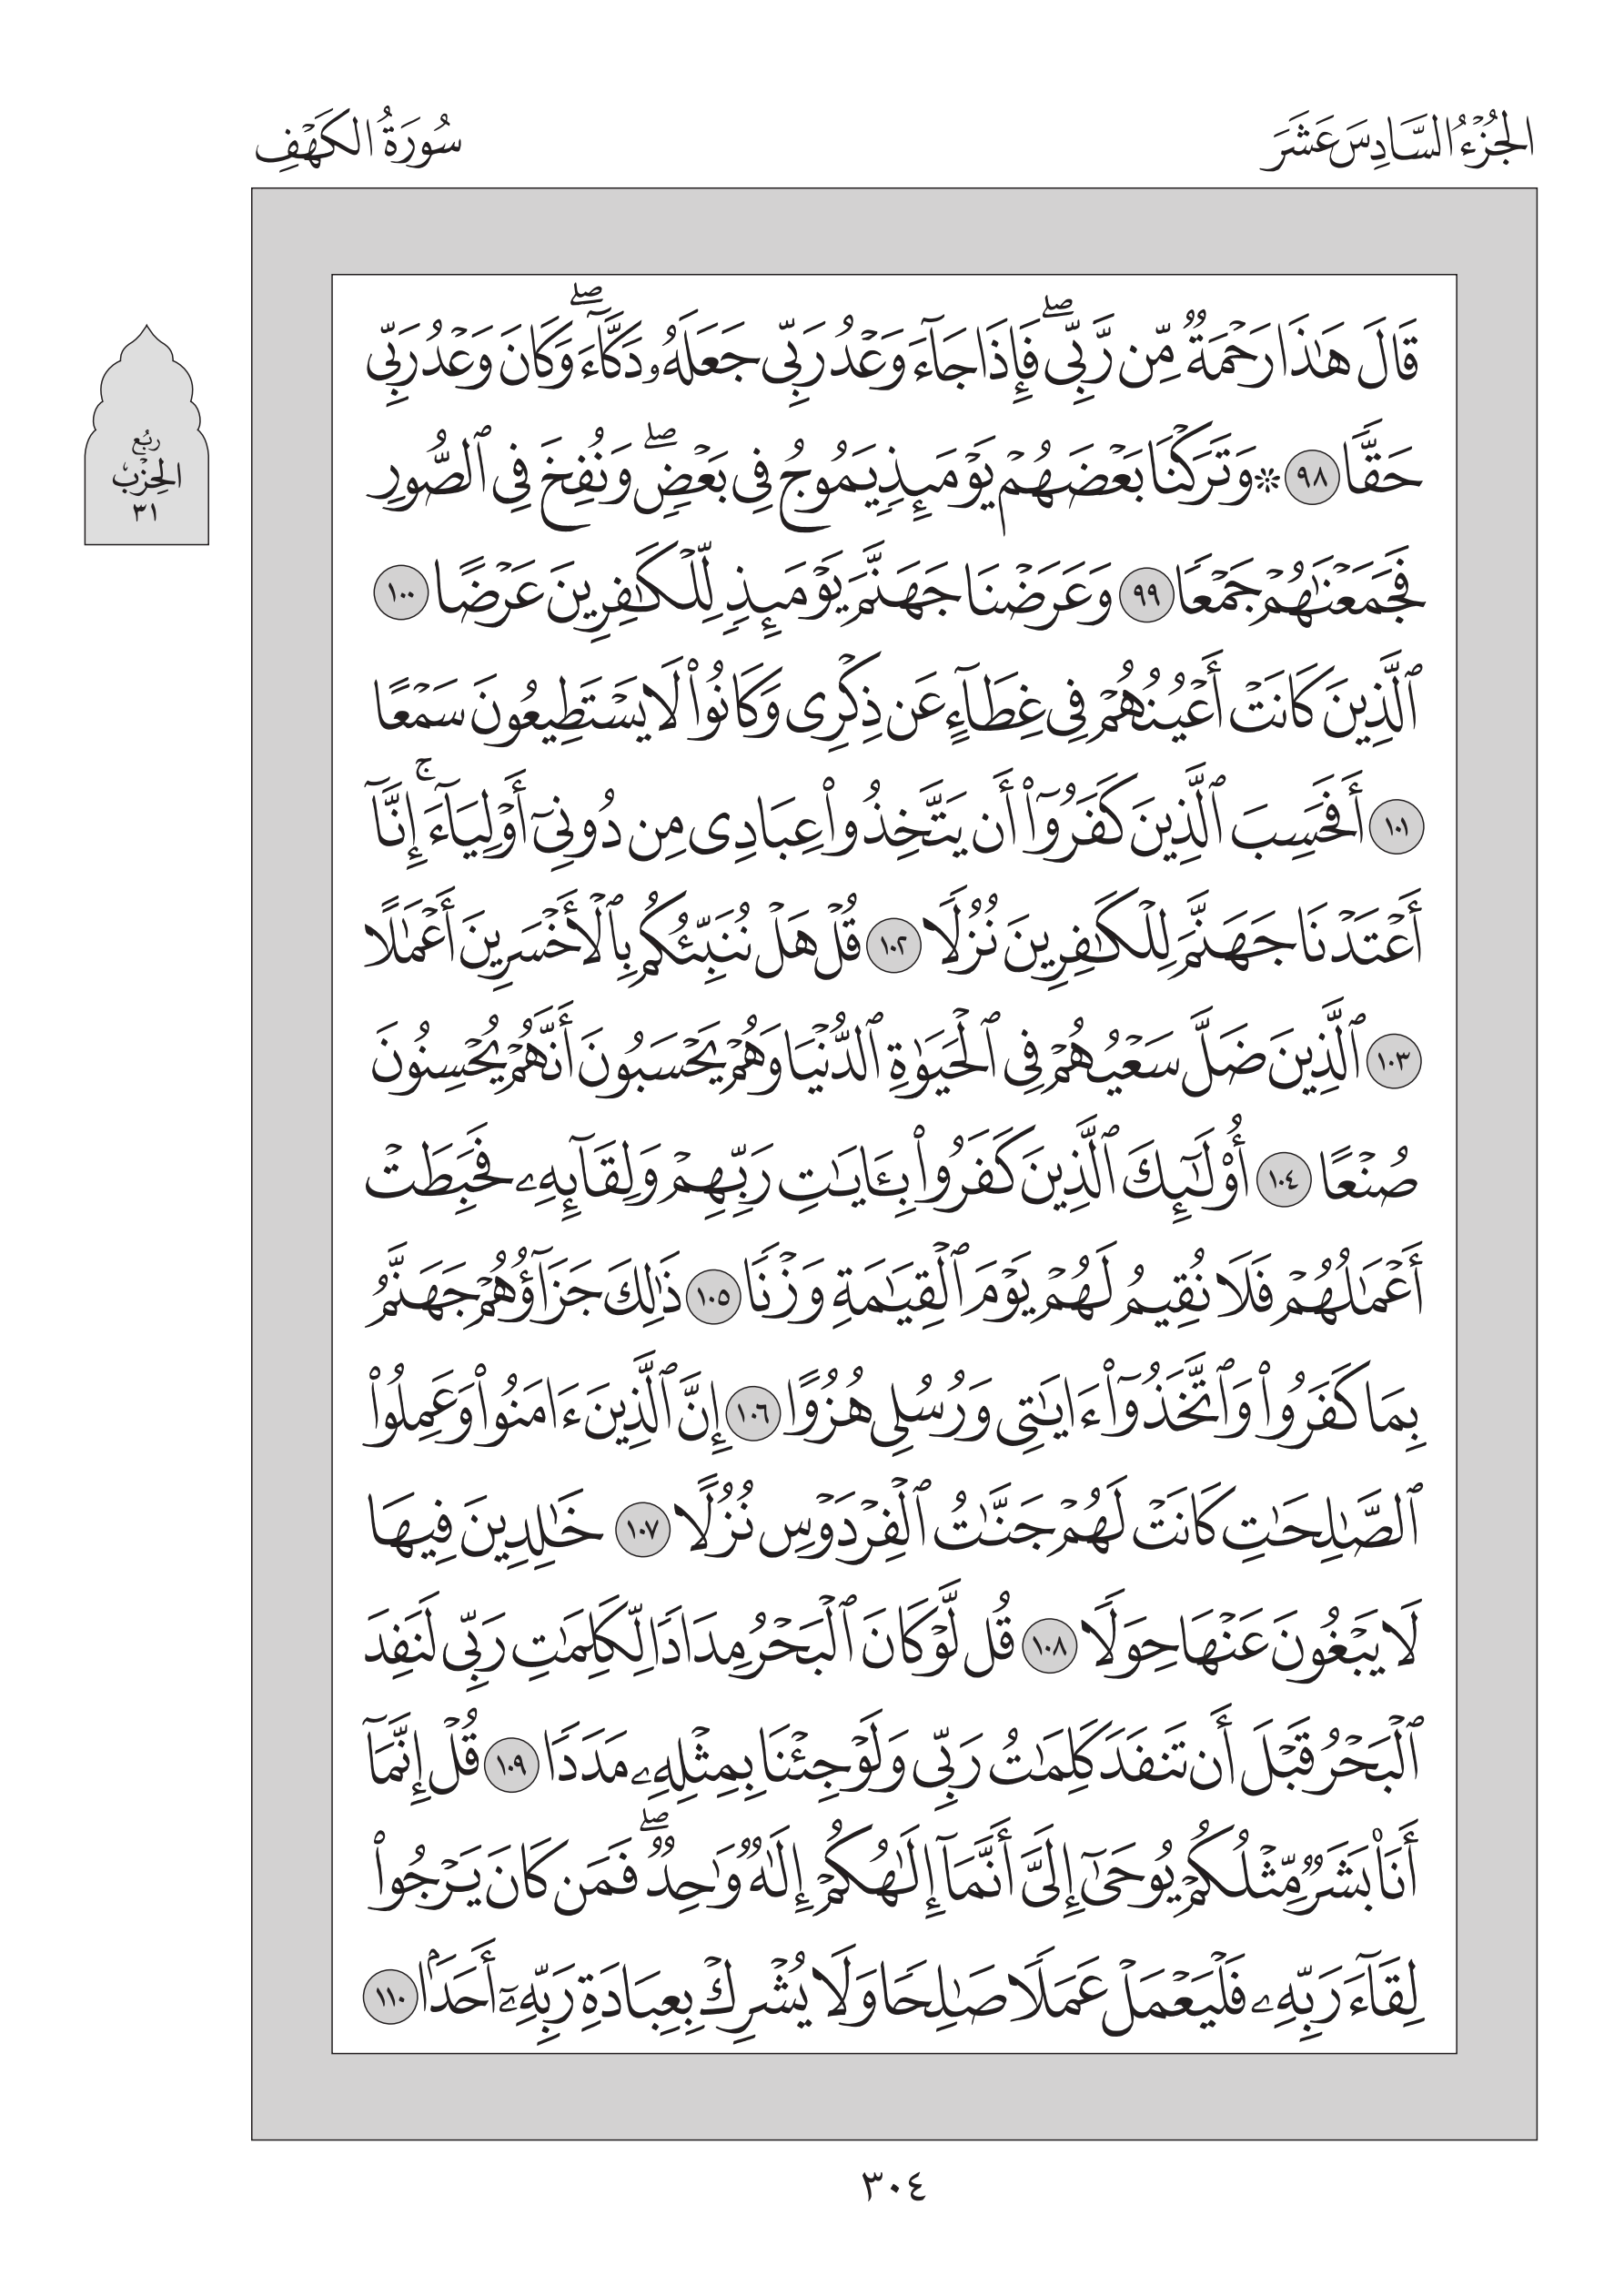 الجُزْءُ السَّادِسَ عَشَرَ
سُورَةُ الكَهْفِ
قَالَ هَٰذَا رَحْمَةٌ مِّن رَّبِّيۖ فَإِذَا جَآءَ وَعْدُ رَبِّي جَعَلَهُۥ دَكَّآءَۖ وَكَانَ وَعْدُ رَبِّي
حَقًّا ٩٨ ۞ وَتَرَكْنَا بَعْضَهُمْ يَوْمَئِذٍ يَمُوجُ فِي بَعْضٍۖ وَنُفِخَ فِي ٱلصُّورِ
فَجَمَعْنَٰهُمْ جَمْعًا ٩٩ وَعَرَضْنَا جَهَنَّمَ يَوْمَئِذٍ لِّلْكَٰفِرِينَ عَرْضًا ١٠٠
ٱلَّذِينَ كَانَتْ أَعْيُنُهُمْ فِي غِطَآءٍ عَن ذِكْرِي وَكَانُوا۟ لَا يَسْتَطِيعُونَ سَمْعًا
١٠١ أَفَحَسِبَ ٱلَّذِينَ كَفَرُوٓا۟ أَن يَتَّخِذُوا۟ عِبَادِي مِن دُونِيٓ أَوْلِيَآءَۚ إِنَّآ
أَعْتَدْنَا جَهَنَّمَ لِلْكَٰفِرِينَ نُزُلًا ١٠٢ قُلْ هَلْ نُنَبِّئُكُم بِٱلْأَخْسَرِينَ أَعْمَٰلًا
١٠٣ ٱلَّذِينَ ضَلَّ سَعْيُهُمْ فِي ٱلْحَيَوٰةِ ٱلدُّنْيَا وَهُمْ يَحْسَبُونَ أَنَّهُمْ يُحْسِنُونَ
صُنْعًا ١٠٤ أُو۟لَٰٓئِكَ ٱلَّذِينَ كَفَرُوا۟ بِـَٔايَٰتِ رَبِّهِمْ وَلِقَآئِهِۦ فَحَبِطَتْ
أَعْمَٰلُهُمْ فَلَا نُقِيمُ لَهُمْ يَوْمَ ٱلْقِيَٰمَةِ وَزْنًا ١٠٥ ذَٰلِكَ جَزَآؤُهُمْ جَهَنَّمُ
بِمَا كَفَرُوا۟ وَٱتَّخَذُوٓا۟ ءَايَٰتِي وَرُسُلِي هُزُوًا ١٠٦ إِنَّ ٱلَّذِينَ ءَامَنُوا۟ وَعَمِلُوا۟
ٱلصَّٰلِحَٰتِ كَانَتْ لَهُمْ جَنَّٰتُ ٱلْفِرْدَوْسِ نُزُلًا ١٠٧ خَٰلِدِينَ فِيهَا
لَا يَبْغُونَ عَنْهَا حِوَلًا ١٠٨ قُل لَّوْ كَانَ ٱلْبَحْرُ مِدَادًا لِّكَلِمَٰتِ رَبِّي لَنَفِدَ
ٱلْبَحْرُ قَبْلَ أَن تَنفَدَ كَلِمَٰتُ رَبِّي وَلَوْ جِئْنَا بِمِثْلِهِۦ مَدَدًا ١٠٩ قُلْ إِنَّمَآ
أَنَا۠ بَشَرٌ مِّثْلُكُمْ يُوحَىٰٓ إِلَيَّ أَنَّمَآ إِلَٰهُكُمْ إِلَٰهٌ وَٰحِدٌۖ فَمَن كَانَ يَرْجُوا۟
لِقَآءَ رَبِّهِۦ فَلْيَعْمَلْ عَمَلًا صَٰلِحًا وَلَا يُشْرِكْ بِعِبَادَةِ رَبِّهِۦٓ أَحَدَۢا ١١٠
رُبْع
الحِزْب
٣١
٣٠٤